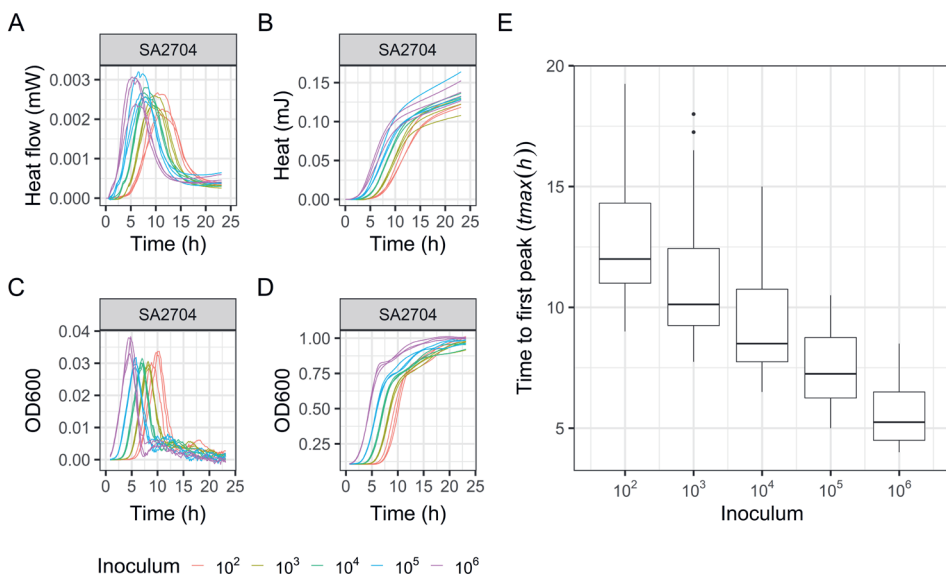 A
SA2704
Heat flow (mW)
0.003
0.002
0.001
0.000
0 5 10 15 20 25
Time (h)
B
SA2704
Heat (mJ)
0.15
0.10
0.05
0.00
0 5 10 15 20 25
Time (h)
C
SA2704
OD600
0.04
0.03
0.02
0.01
0.00
0 5 10 15 20 25
Time (h)
D
SA2704
OD600
1.00
0.75
0.50
0.25
0 5 10 15 20 25
Time (h)
Inoculum 10² 10³ 10⁴ 10⁵ 10⁶
E
Time to first peak (tmax(h))
20
15
10
5
10² 10³ 10⁴ 10⁵ 10⁶
Inoculum